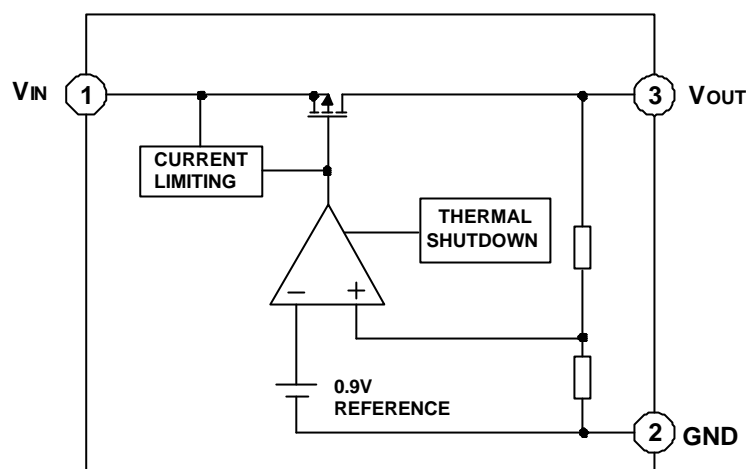 VIN
1
3
VOUT
CURRENT
LIMITING
THERMAL
SHUTDOWN
−
+
0.9V
REFERENCE
2
GND